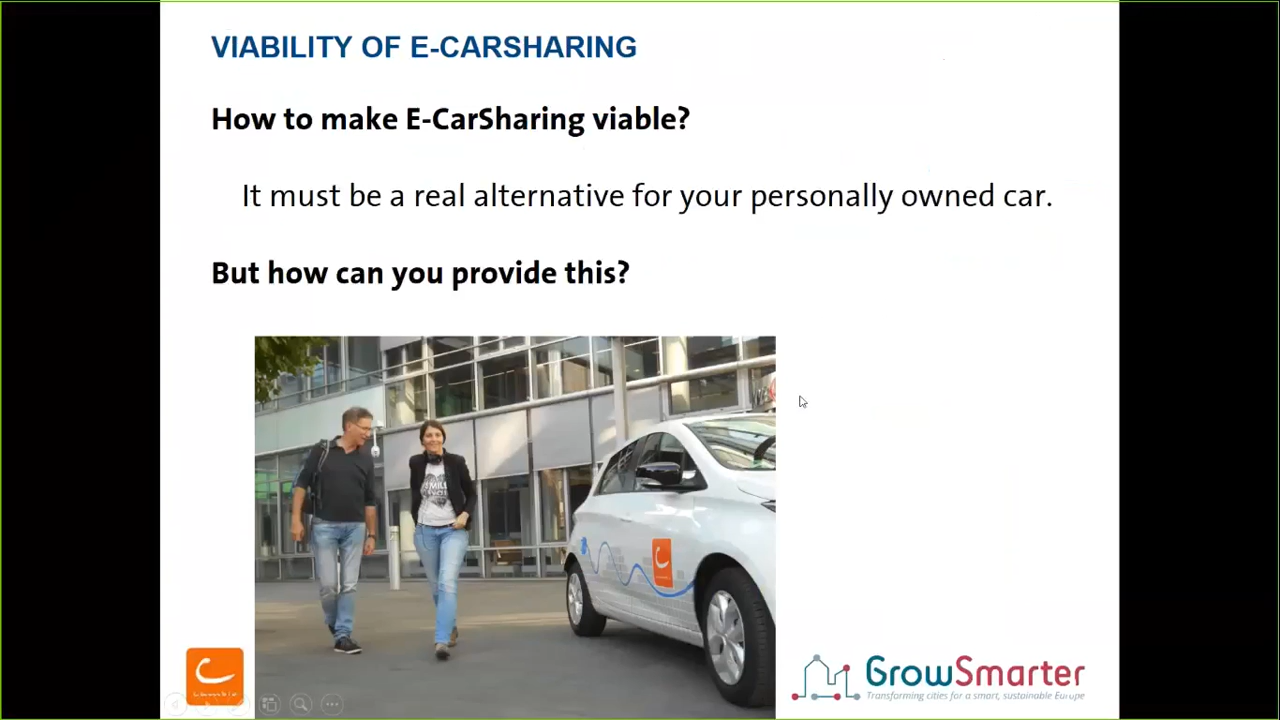 VIABILITY OF E-CARSHARING
How to make E-CarSharing viable?
It must be a real alternative for your personally owned car.
But how can you provide this?
GrowSmarter
Transforming cities for a smart, sustainable Europe